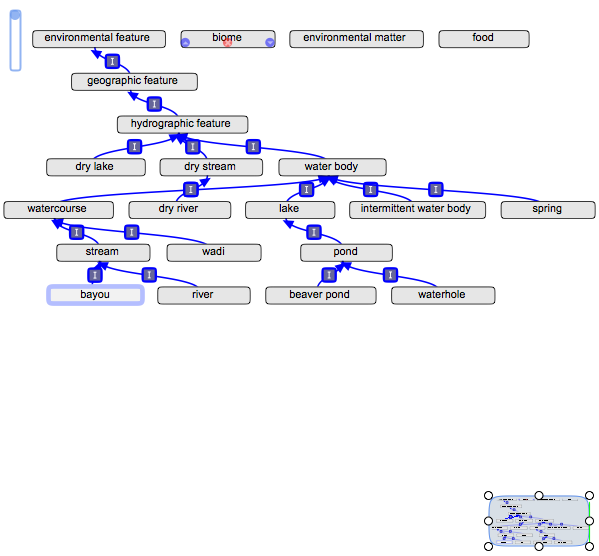 environmental feature
biome
environmental matter
food
I
geographic feature
I
hydrographic feature
I
I
I
dry lake
dry stream
water body
I
I
I
I
watercourse
dry river
lake
intermittent water body
spring
I
I
I
stream
wadi
pond
I
I
I
I
bayou
river
beaver pond
waterhole